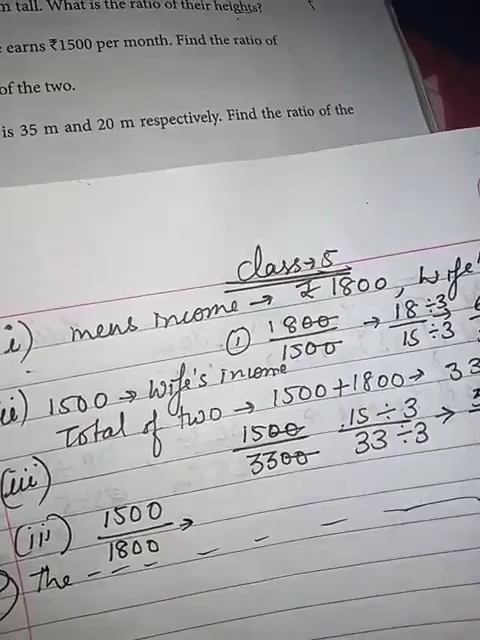 m tall. What is the ratio of their heights?
earns ₹1500 per month. Find the ratio of
of the two.
is 35 m and 20 m respectively. Find the ratio of the
class→5
i) mens income → ₹ 1800, wife'
① 1800/1500 → 18÷3/15÷3
ii) 1500 → wife's income
Total of two → 1500+1800→ 33
1500/3300 15÷3/33÷3 →
(iii)
(iii) 1500/1800 →
The - - - - - -